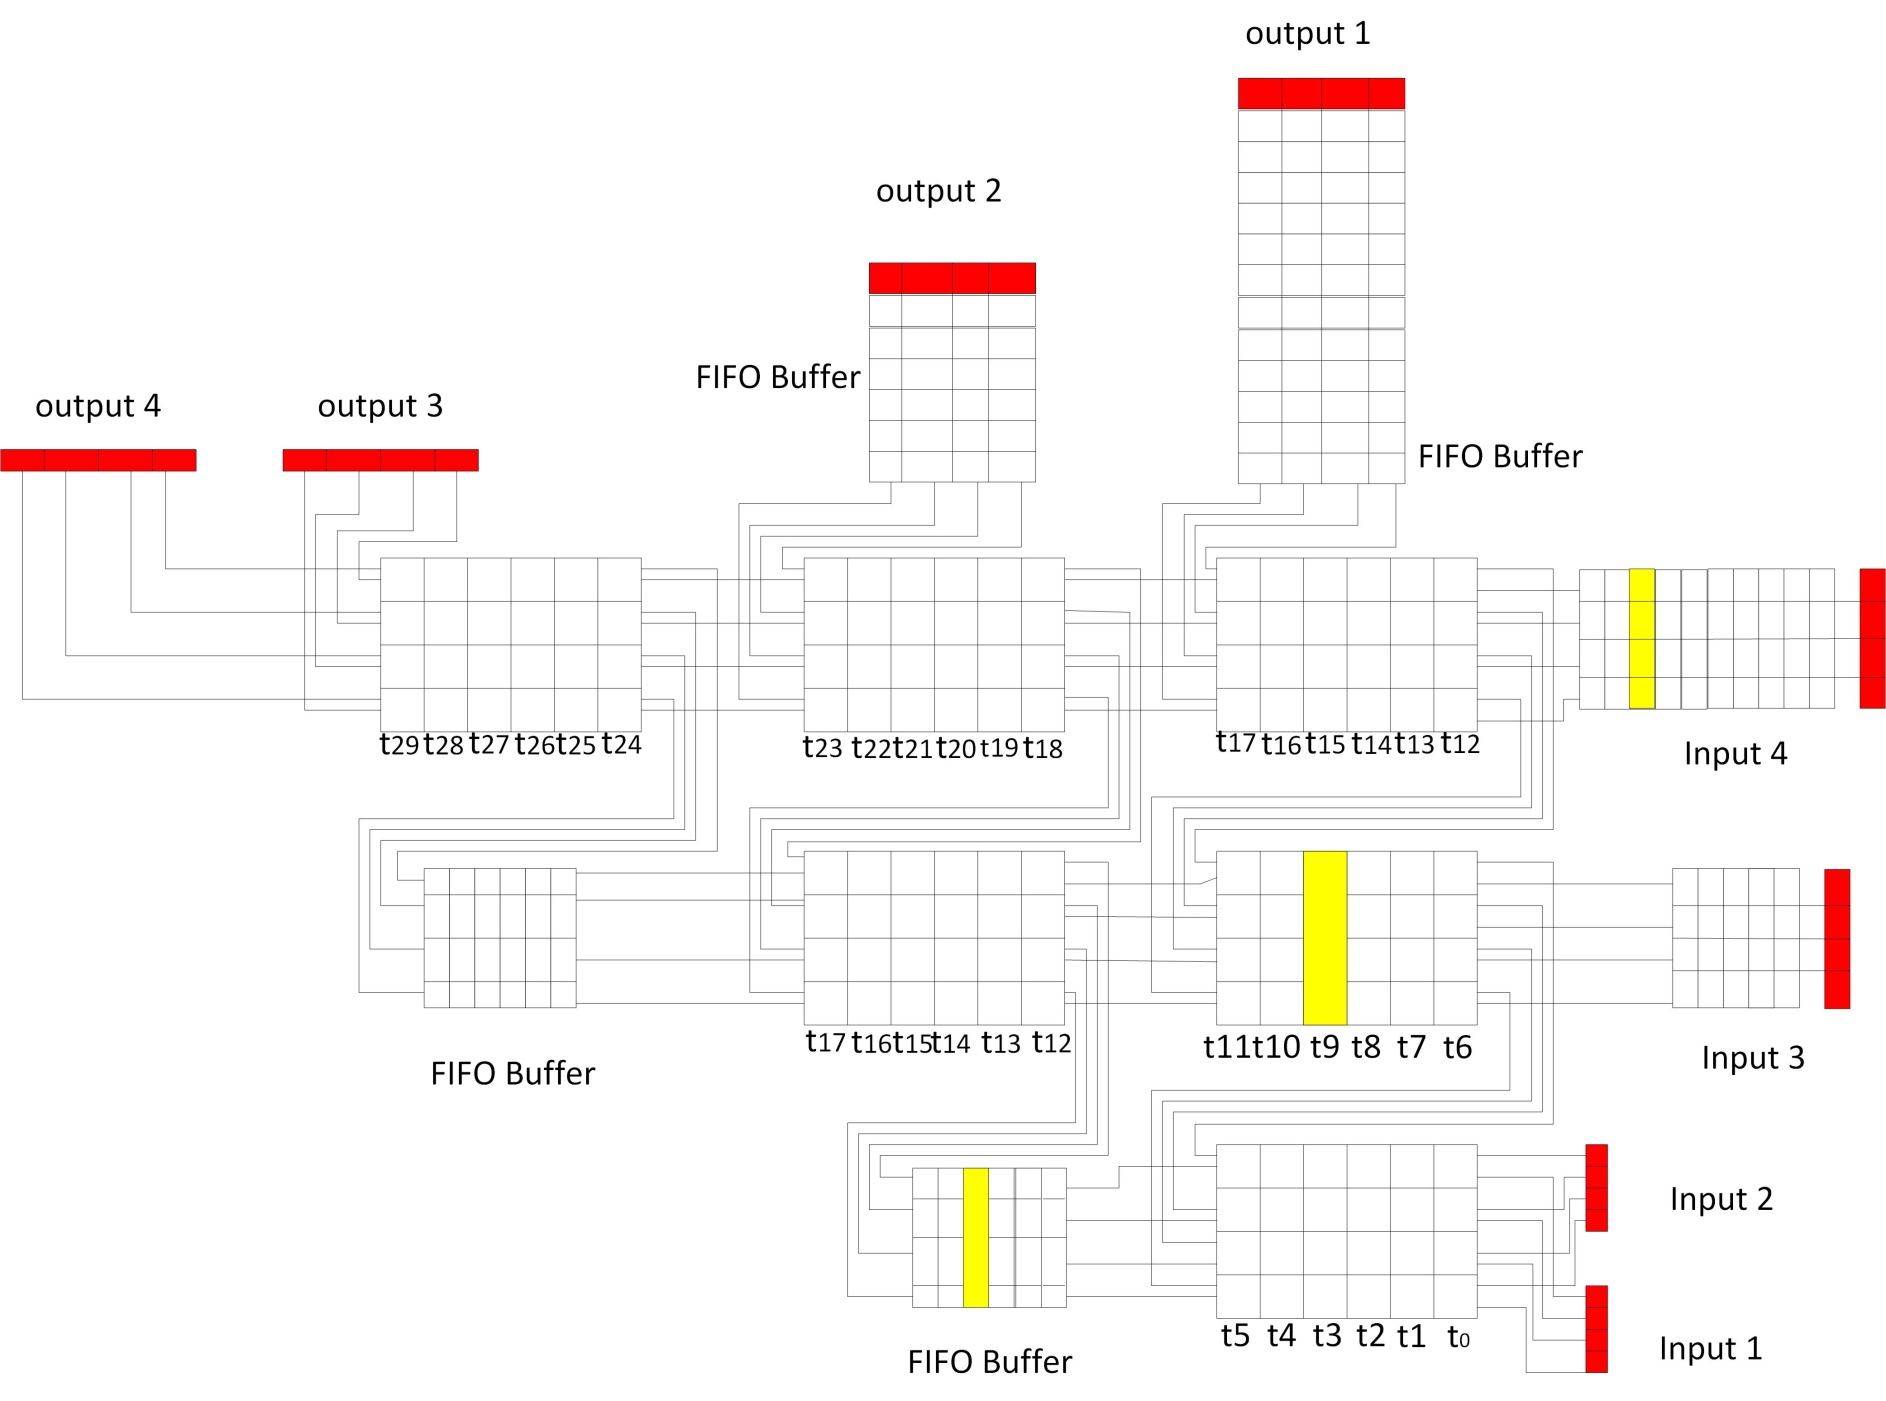 output 1
output 2
FIFO Buffer
output 4
output 3
FIFO Buffer
t29 t28 t27 t26 t25 t24
t23 t22 t21 t20 t19 t18
t17 t16 t15 t14 t13 t12
Input 4
t17 t16 t15 t14 t13 t12
t11 t10 t9 t8 t7 t6
Input 3
FIFO Buffer
Input 2
t5 t4 t3 t2 t1 t0
Input 1
FIFO Buffer